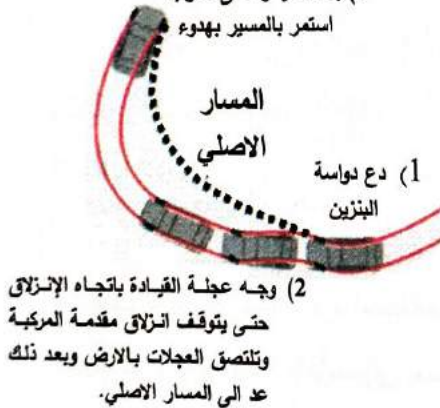 استمر بالمسير بهدوء
المسار
الاصلي
1) دع دواسة
البنزين
2) وجه عجلة القيادة باتجاه الإنزلاق
حتى يتوقف انزلاق مقدمة المركبة
وتلتصق العجلات بالارض وبعد ذلك
عد الى المسار الاصلي.